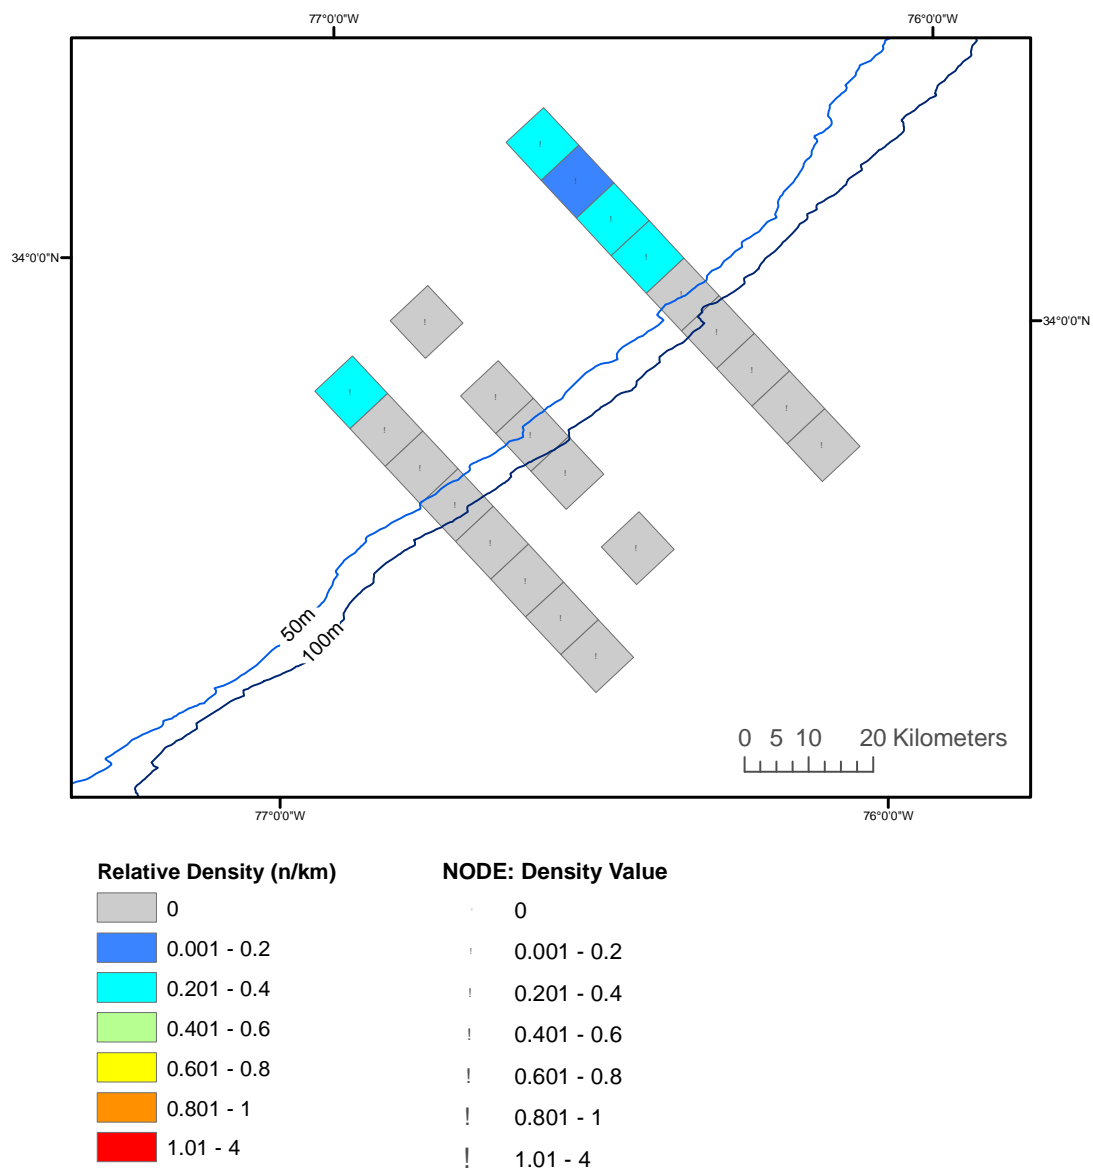 77°0'0"W 76°0'0"W
34°0'0"N
34°0'0"N
50m
100m
0 5 10 20 Kilometers
77°0'0"W 76°0'0"W
Relative Density (n/km) NODE: Density Value
0 ! 0
0.001 - 0.2 ! 0.001 - 0.2
0.201 - 0.4 ! 0.201 - 0.4
0.401 - 0.6 ! 0.401 - 0.6
0.601 - 0.8 ! 0.601 - 0.8
0.801 - 1 ! 0.801 - 1
1.01 - 4 ! 1.01 - 4